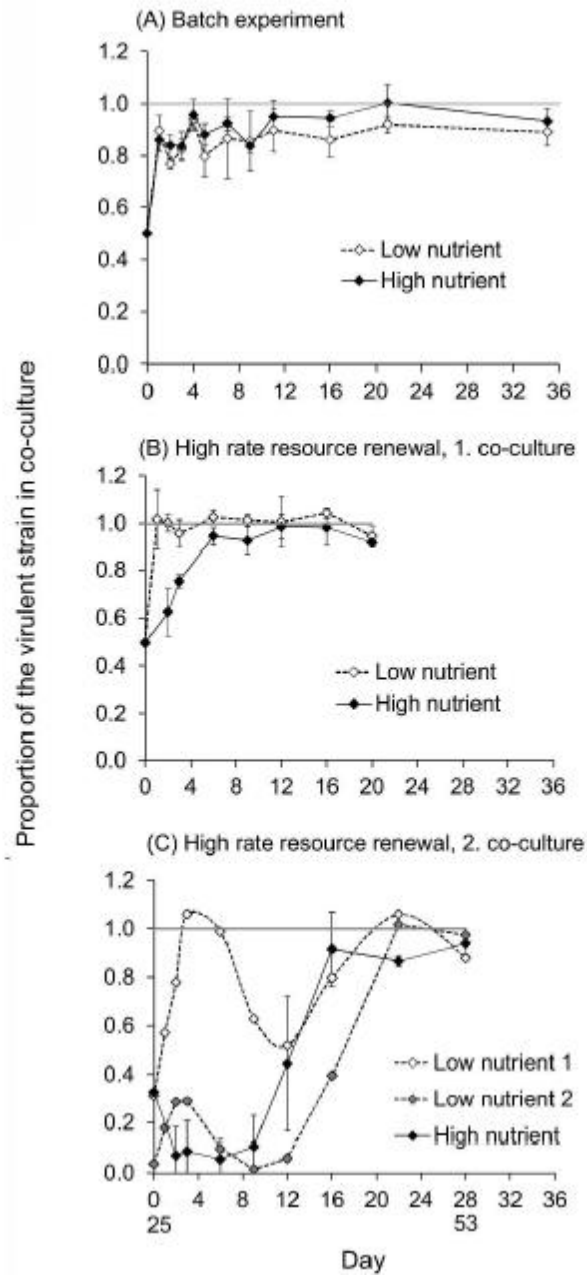 (A) Batch experiment
1.2
1.0
0.8
0.6
0.4
0.2
0.0
Low nutrient
High nutrient
0 4 8 12 16 20 24 28 32 36
(B) High rate resource renewal, 1. co-culture
1.2
1.0
0.8
0.6
0.4
0.2
0.0
Low nutrient
High nutrient
0 4 8 12 16 20 24 28 32 36
Proportion of the virulent strain in co-culture
(C) High rate resource renewal, 2. co-culture
1.2
1.0
0.8
0.6
0.4
0.2
0.0
Low nutrient 1
Low nutrient 2
High nutrient
0 4 8 12 16 20 24 28 32 36
25 53
Day